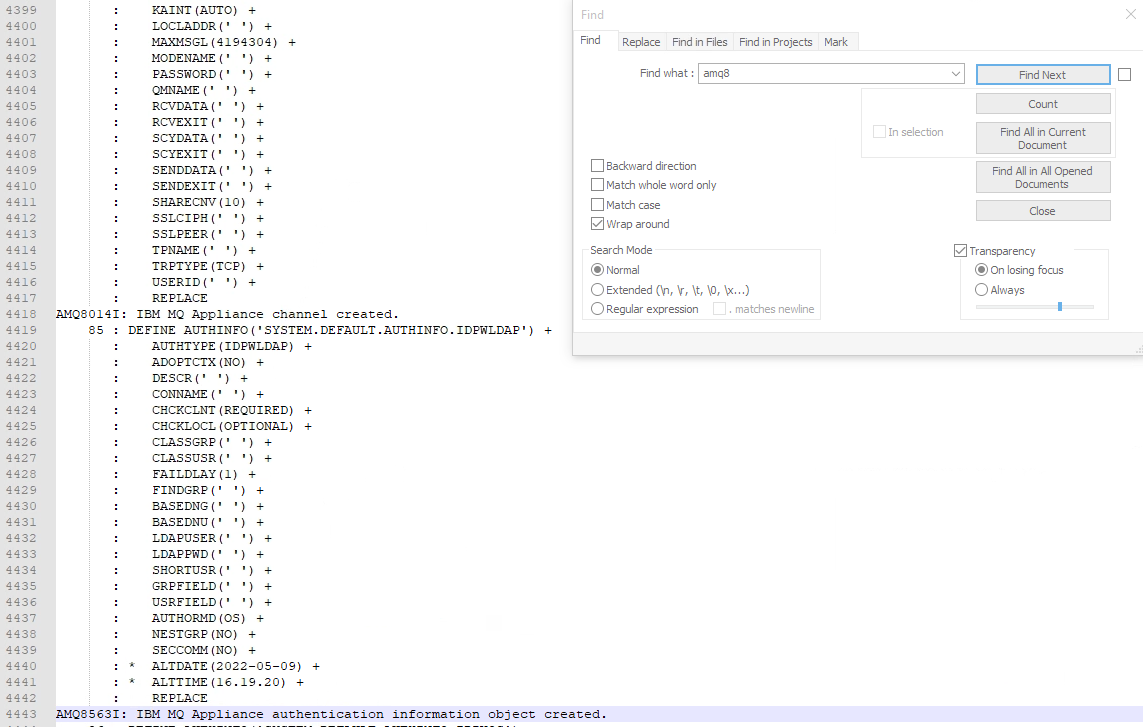 4399 : KAINT(AUTO) +
4400 : LOCLADDR(' ') +
4401 : MAXMSGL(4194304) +
4402 : MODENAME(' ') +
4403 : PASSWORD(' ') +
4404 : QMNAME(' ') +
4405 : RCVDATA(' ') +
4406 : RCVEXIT(' ') +
4407 : SCYDATA(' ') +
4408 : SCYEXIT(' ') +
4409 : SENDDATA(' ') +
4410 : SENDEXIT(' ') +
4411 : SHARECNV(10) +
4412 : SSLCIPH(' ') +
4413 : SSLPEER(' ') +
4414 : TPNAME(' ') +
4415 : TRPTYPE(TCP) +
4416 : USERID(' ') +
4417 : REPLACE
4418 AMQ8014I: IBM MQ Appliance channel created.
4419 85 : DEFINE AUTHINFO('SYSTEM.DEFAULT.AUTHINFO.IDPWLDAP') +
4420 : AUTHTYPE(IDPWLDAP) +
4421 : ADOPTCTX(NO) +
4422 : DESCR(' ') +
4423 : CONNAME(' ') +
4424 : CHCKCLNT(REQUIRED) +
4425 : CHCKLOCL(OPTIONAL) +
4426 : CLASSGRP(' ') +
4427 : CLASSUSR(' ') +
4428 : FAILDLAY(1) +
4429 : FINDGRP(' ') +
4430 : BASEDNG(' ') +
4431 : BASEDNU(' ') +
4432 : LDAPUSER(' ') +
4433 : LDAPPWD(' ') +
4434 : SHORTUSR(' ') +
4435 : GRPFIELD(' ') +
4436 : USRFIELD(' ') +
4437 : AUTHORMD(OS) +
4438 : NESTGRP(NO) +
4439 : SECCOMM(NO) +
4440 : * ALTDATE(2022-05-09) +
4441 : * ALTTIME(16.19.20) +
4442 : REPLACE
4443 AMQ8563I: IBM MQ Appliance authentication information object created.
Find
Find Replace Find in Files Find in Projects Mark
Find what : amq8 Find Next
Count
In selection
Find All in Current
Document
Find All in All Opened
Documents
Close
Backward direction
Match whole word only
Match case
Wrap around
Search Mode
Normal
Extended (\n, \r, \t, \0, \x...)
Regular expression . matches newline
Transparency
On losing focus
Always